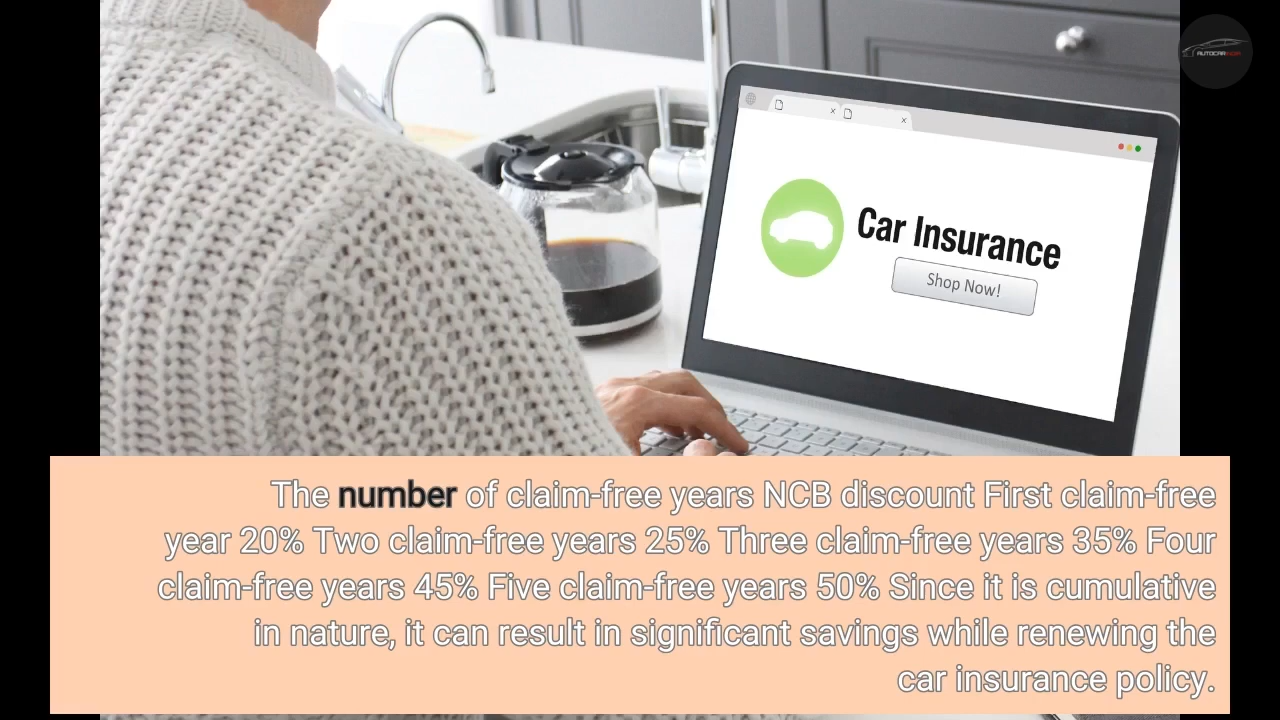 AUTOCARINDIA
Car Insurance
Shop Now!
The number of claim-free years NCB discount First claim-free
year 20% Two claim-free years 25% Three claim-free years 35% Four
claim-free years 45% Five claim-free years 50% Since it is cumulative
in nature, it can result in significant savings while renewing the
car insurance policy.